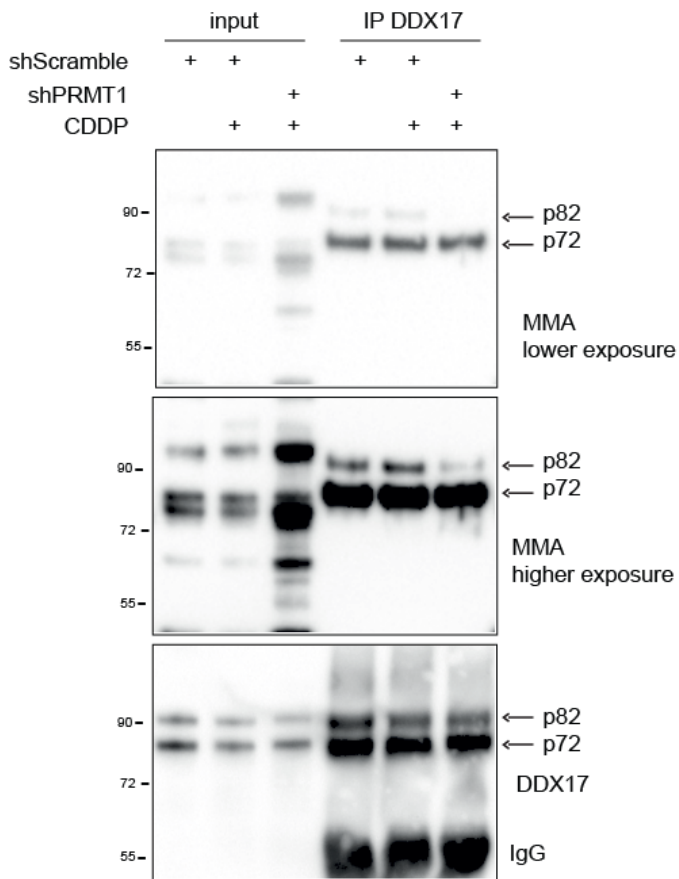 input IP DDX17
shScramble + + + +
shPRMT1 + +
CDDP + + + +
90
72
55
p82
p72
MMA
lower exposure
90
72
55
p82
p72
MMA
higher exposure
90
72
55
p82
p72
DDX17
IgG